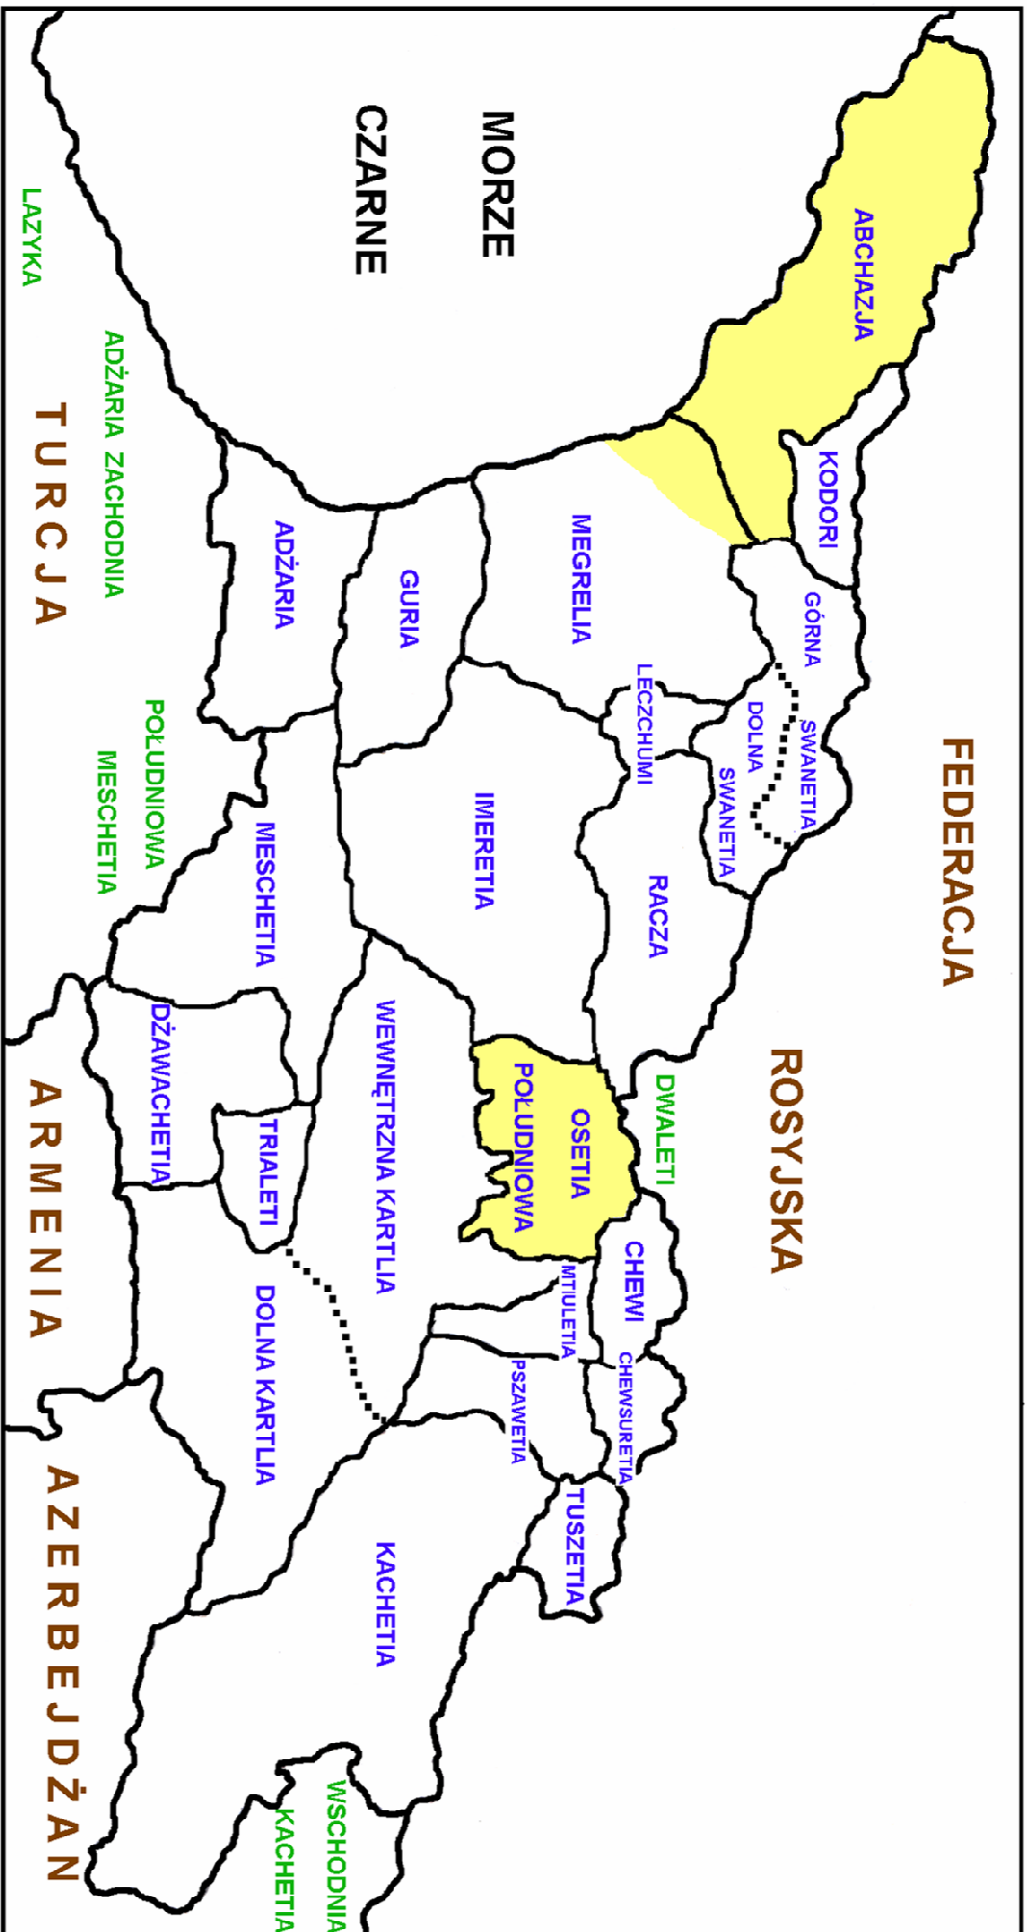 FEDERACJA
ROSYJSKA
ABCHAZJA
KODORI
GÓRNA
SWANETIA
DOLNA
SWANETIA
MORZE
CZARNE
MEGRELIA
LECZCHUMI
RACZA
DWALETI
OSETIA
POŁUDNIOWA
CHEWI
CHEWSURETIA
MTIULETIA
PSZAWETIA
TUSZETIA
GURIA
IMERETIA
WEWNĘTRZNA KARTLIA
KACHETIA
WSCHODNIA
KACHETIA
ADŻARIA
MESCHETIA
TRIALETI
DOLNA KARTLIA
DŻAWACHETIA
POŁUDNIOWA
MESCHETIA
ADŻARIA ZACHODNIA
LAZYKA
TURCJA
ARMENIA
AZERBEJDŻAN